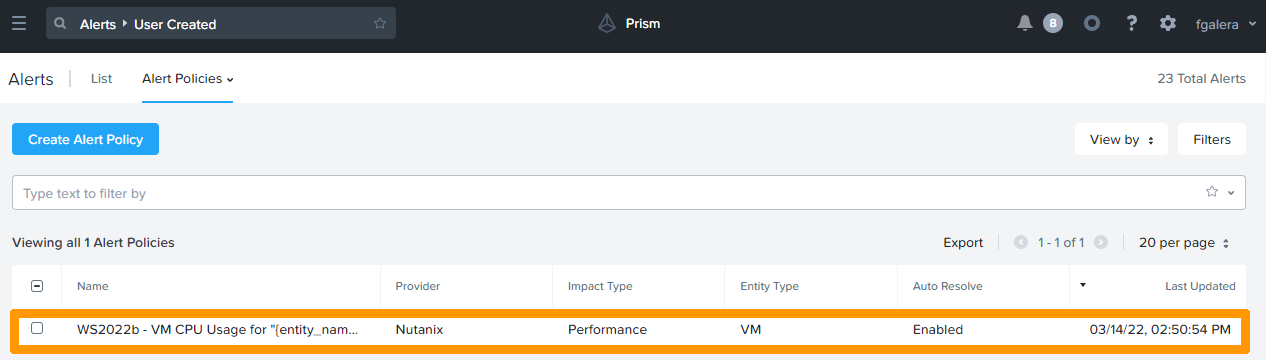 Alerts ▸ User Created
Prism
8
?
fgalera
Alerts
List
Alert Policies
23 Total Alerts
Create Alert Policy
View by
Filters
Type text to filter by
Viewing all 1 Alert Policies
Export
1 - 1 of 1
20 per page
Name Provider Impact Type Entity Type Auto Resolve Last Updated
WS2022b - VM CPU Usage for "{entity_nam... Nutanix Performance VM Enabled 03/14/22, 02:50:54 PM